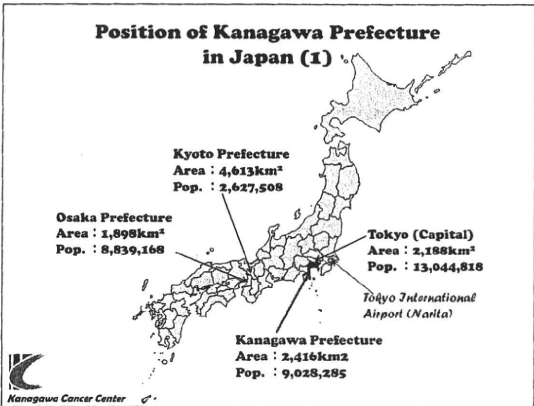 Position of Kanagawa Prefecture
in Japan (1)
Kyoto Prefecture
Area : 4,613km²
Pop. : 2,627,508
Osaka Prefecture
Area : 1,898km²
Pop. : 8,839,168
Tokyo (Capital)
Area : 2,188km²
Pop. : 13,044,818
Tokyo International
Airport (Narita)
Kanagawa Prefecture
Area : 2,416km2
Pop. : 9,028,285
Kanagawa Cancer Center